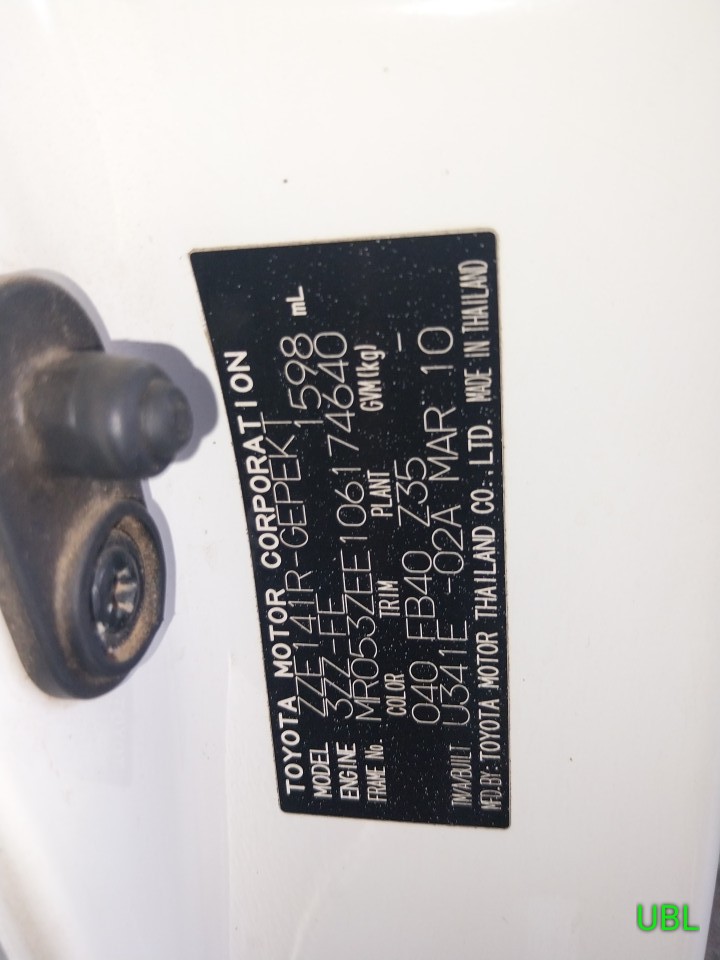 TOYOTA MOTOR CORPORATION
MODEL ZZE141R-GEPEKT
ENGINE 3ZZ-FE 1598 mL
FRAME No. MR053ZEE106174640
COLOR TRIM PLANT GVM(kg)
040 FB40 Z35 -
TM/A/BUILT U341E -02A MAR 10
MFD.BY: TOYOTA MOTOR THAILAND CO.,LTD. MADE IN THAILAND
UBL